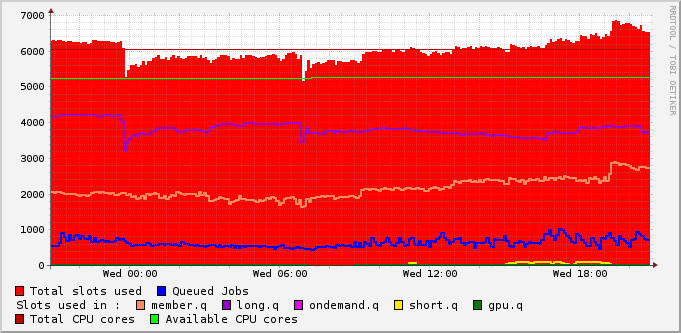 RRDTOOL / TOBI OETIKER
7000
6000
5000
4000
3000
2000
1000
0
Wed 00:00 Wed 06:00 Wed 12:00 Wed 18:00
Total slots used Queued Jobs
Slots used in : member.q long.q ondemand.q short.q gpu.q
Total CPU cores Available CPU cores